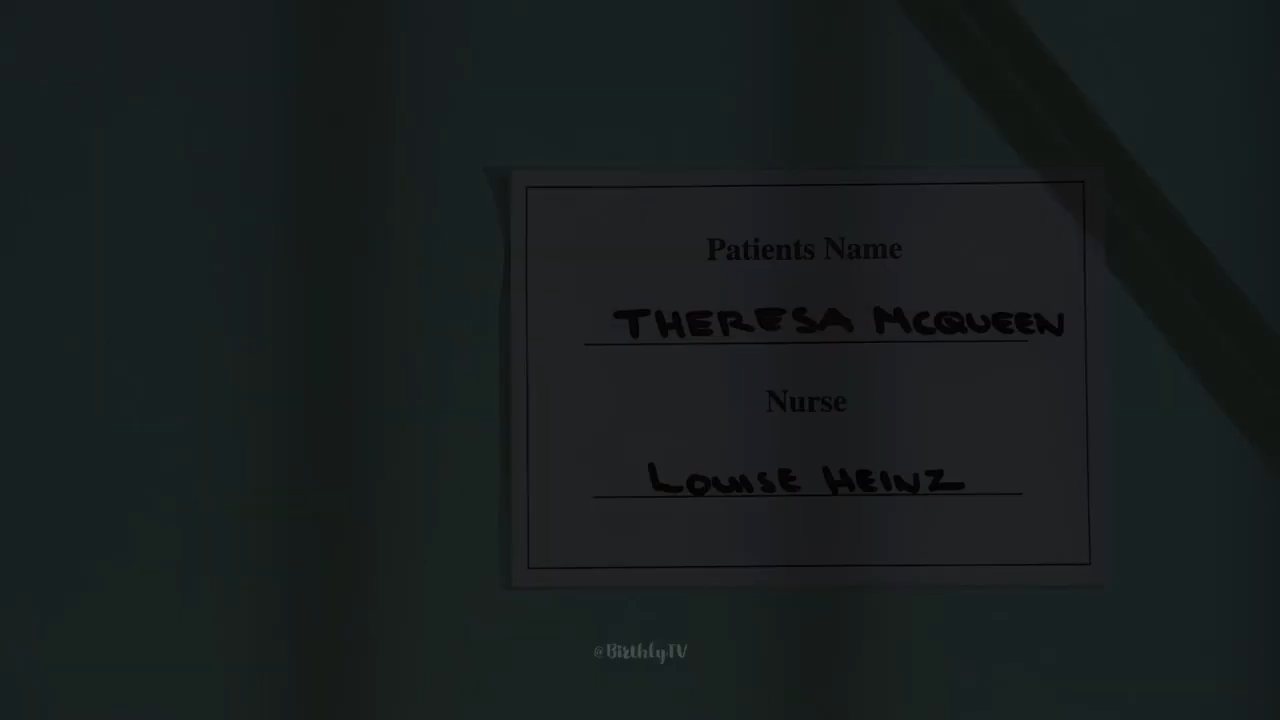 Patients Name
THERESA MCQUEEN
Nurse
LOUISE HEINZ
@BirthlyTV